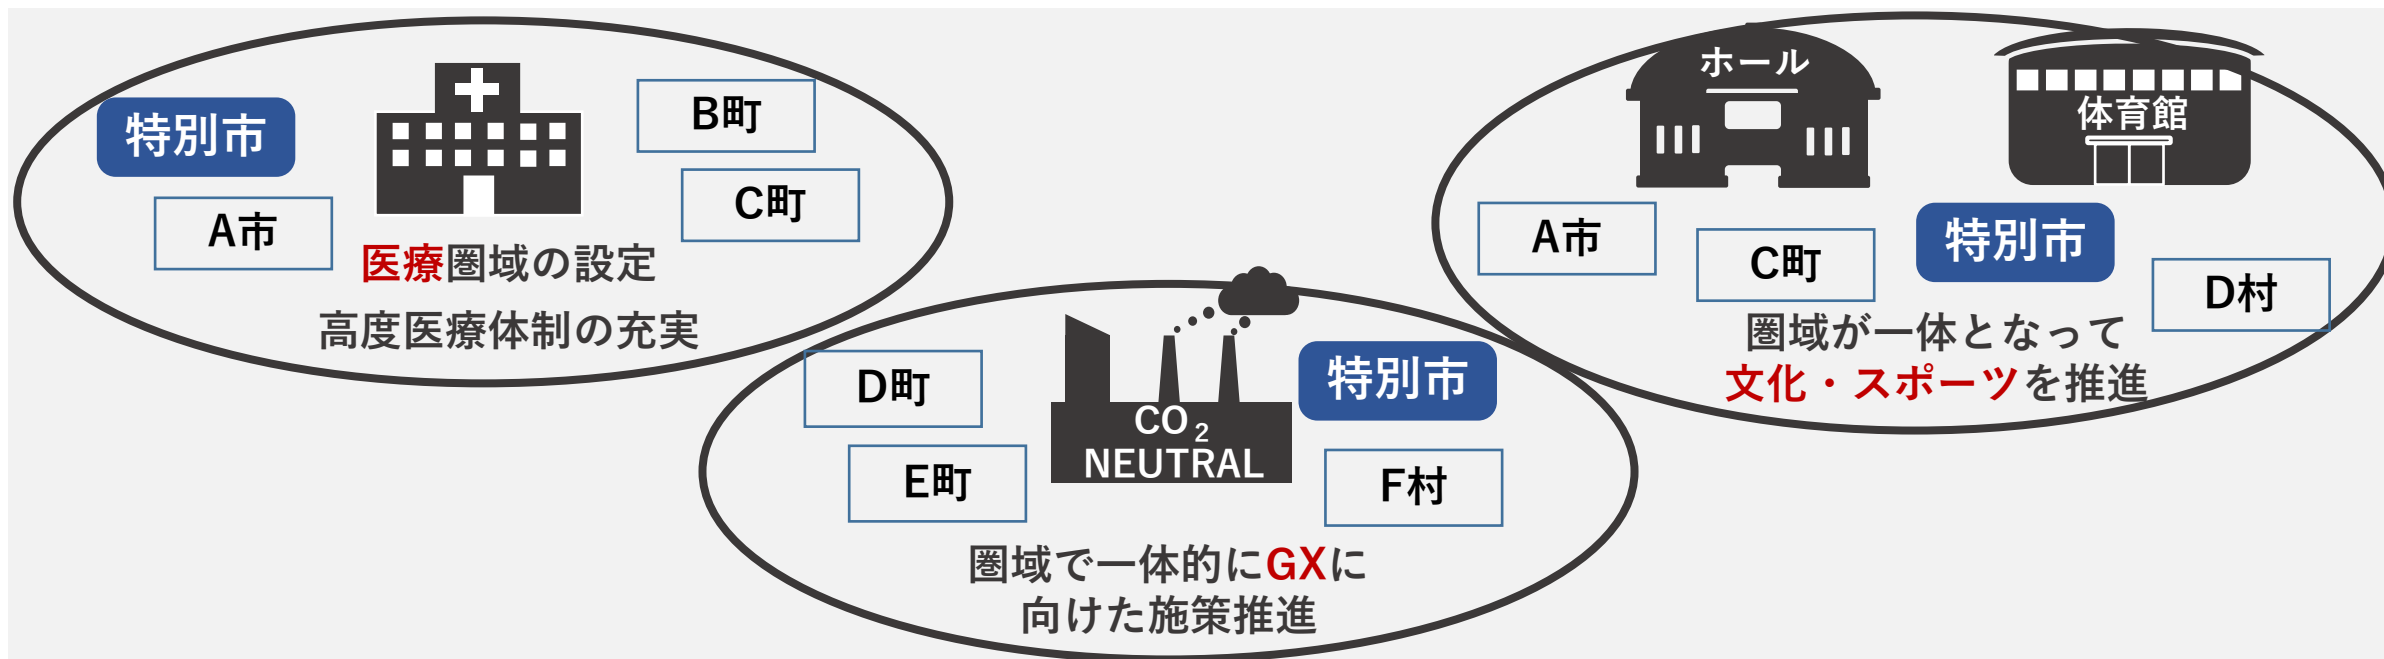 特別市
A市
B町
C町
医療圏域の設定
高度医療体制の充実
D町
E町
CO₂
NEUTRAL
特別市
F村
圏域で一体的にGXに
向けた施策推進
ホール
体育館
A市
C町
特別市
D村
圏域が一体となって
文化・スポーツを推進